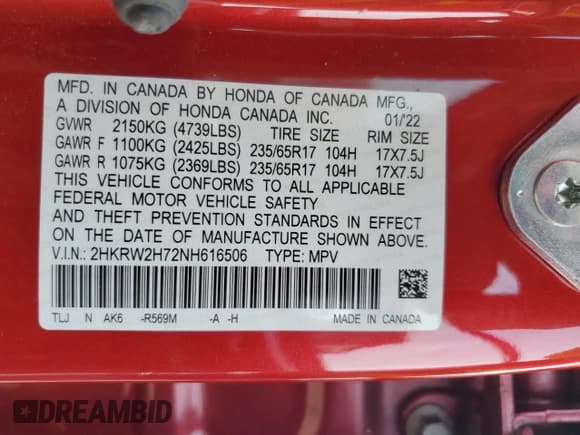 MFD. IN CANADA BY HONDA OF CANADA MFG.,
A DIVISION OF HONDA CANADA INC. 01/'22
GVWR 2150KG (4739LBS) TIRE SIZE RIM SIZE
GAWR F 1100KG (2425LBS) 235/65R17 104H 17X7.5J
GAWR R 1075KG (2369LBS) 235/65R17 104H 17X7.5J
THIS VEHICLE CONFORMS TO ALL APPLICABLE
FEDERAL MOTOR VEHICLE SAFETY
AND THEFT PREVENTION STANDARDS IN EFFECT
ON THE DATE OF MANUFACTURE SHOWN ABOVE.
V.I.N.: 2HKRW2H72NH616506 TYPE: MPV
TLJ N AK6 -R569M -A -H MADE IN CANADA
DREAMBID